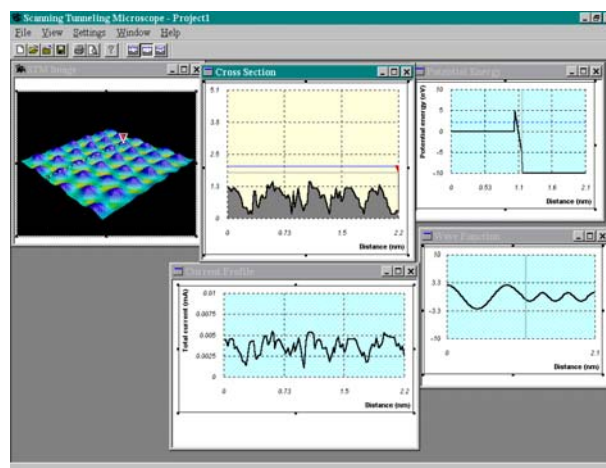 Scanning Tunneling Microscope - Project1
File View Settings Window Help
STM Image
Cross Section
5.1
3.8
2.5
1.3
0
0 0.73 1.5 2.2
Distance (nm)
Potential Energy
Potential energy (eV)
10
5
0
-5
-10
0 0.53 1.1 1.6 2.1
Distance (nm)
Current Profile
Total current (mA)
0.01
0.0075
0.005
0.0025
0
0 0.73 1.5 2.2
Distance (nm)
Wave Function
10
3.3
-3.3
-10
0 2.1
Distance (nm)